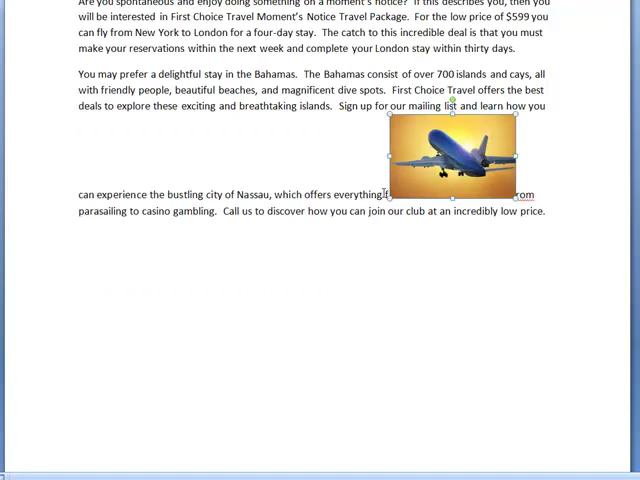 Are you spontaneous and enjoy doing something on a moment's notice?  If this describes you, then you
will be interested in First Choice Travel Moment's Notice Travel Package.  For the low price of $599 you
can fly from New York to London for a four-day stay.  The catch to this incredible deal is that you must
make your reservations within the next week and complete your London stay within thirty days.
You may prefer a delightful stay in the Bahamas.  The Bahamas consist of over 700 islands and cays, all
with friendly people, beautiful beaches, and magnificent dive spots.  First Choice Travel offers the best
deals to explore these exciting and breathtaking islands.  Sign up for our mailing list and learn how you
can experience the bustling city of Nassau, which offers everything f rom
parasailing to casino gambling.  Call us to discover how you can join our club at an incredibly low price.